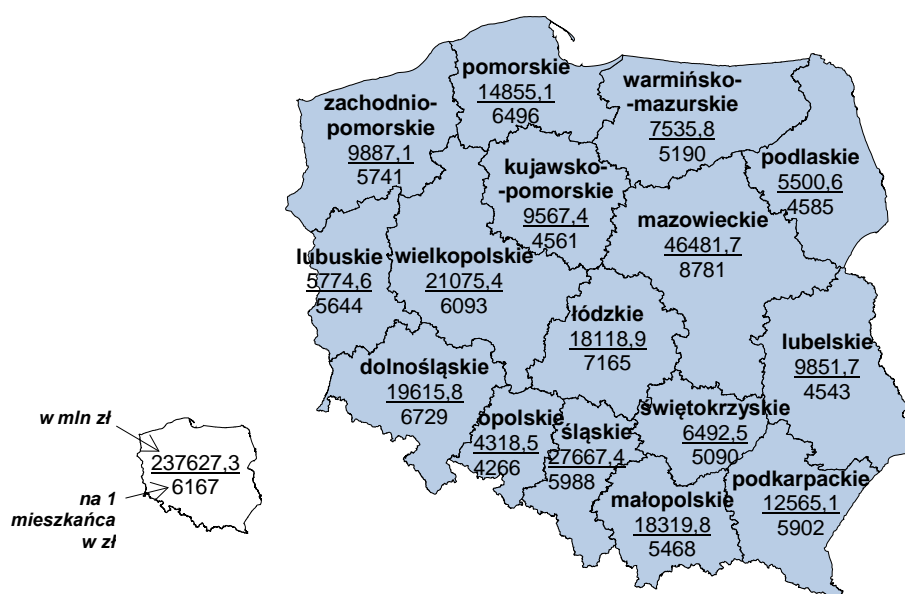 pomorskie
14855,1
6496
warmińsko-
-mazurskie
7535,8
5190
zachodnio-
pomorskie
9887,1
5741
podlaskie
5500,6
4585
kujawsko-
-pomorskie
9567,4
4561
mazowieckie
46481,7
8781
lubuskie
5774,6
5644
wielkopolskie
21075,4
6093
łódzkie
18118,9
7165
lubelskie
9851,7
4543
dolnośląskie
19615,8
6729
opolskie
4318,5
4266
śląskie
27667,4
5988
świętokrzyskie
6492,5
5090
małopolskie
18319,8
5468
podkarpackie
12565,1
5902
w mln zł
237627,3
6167
na 1
mieszkańca
w zł